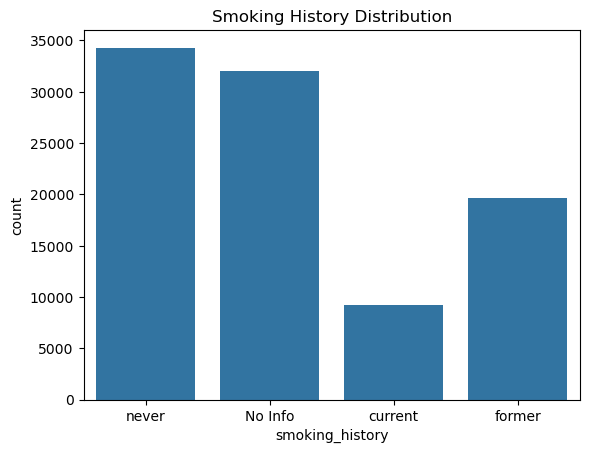 Smoking History Distribution
35000
30000
25000
20000
15000
10000
5000
0
count
never No Info current former
smoking_history